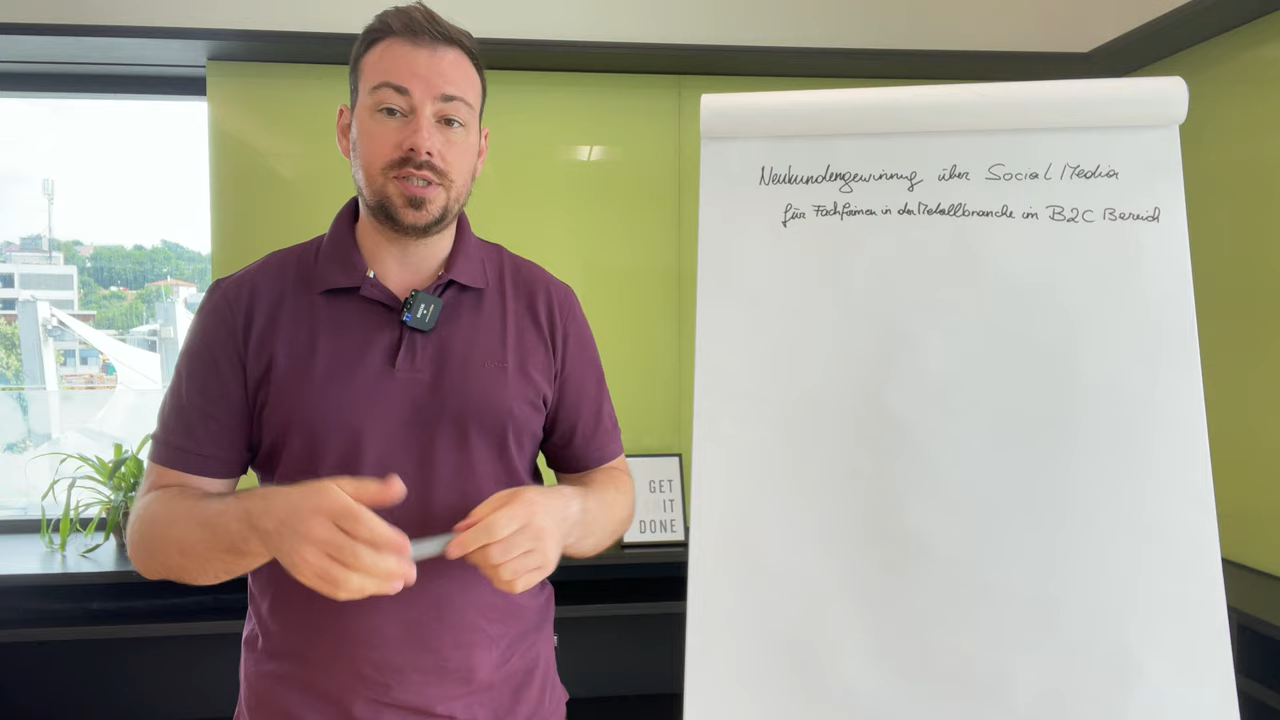 Neukundengewinnung über Social Media
für Fachfirmen in der Metallbranche im B2C Bereich
GET
IT
DONE